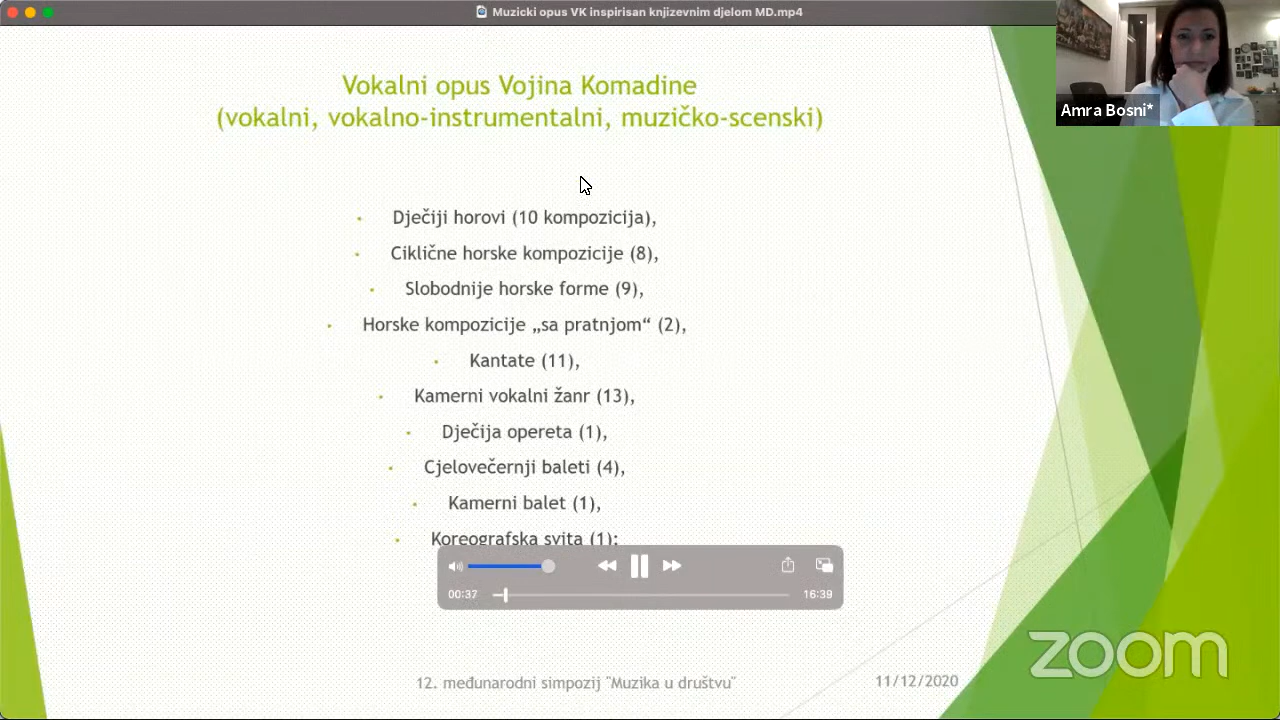 Muzicki opus VK inspirisan knjizevnim djelom MD.mp4
Amra Bosni*
Vokalni opus Vojina Komadine
(vokalni, vokalno-instrumentalni, muzičko-scenski)
• Dječiji horovi (10 kompozicija),
• Ciklične horske kompozicije (8),
• Slobodnije horske forme (9),
• Horske kompozicije „sa pratnjom“ (2),
• Kantate (11),
• Kamerni vokalni žanr (13),
• Dječija opereta (1),
• Cjelovečernji baleti (4),
• Kamerni balet (1),
• Koreografska svita (1);
00:37
16:39
zoom
12. međunarodni simpozij "Muzika u društvu"
11/12/2020